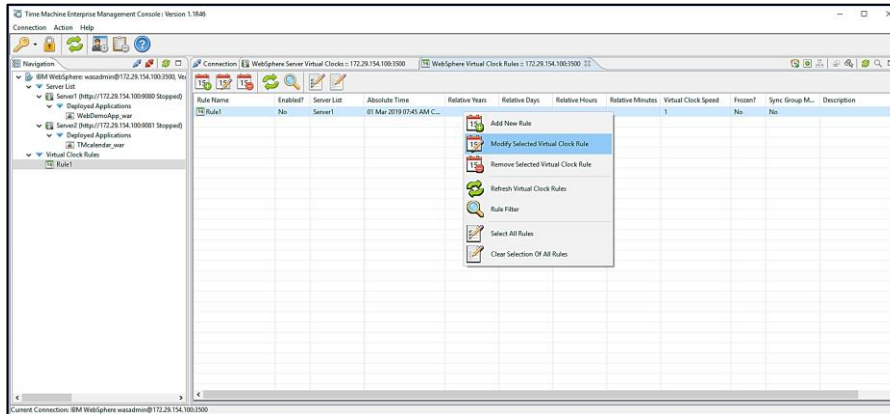 Time Machine Enterprise Management Console : Version 1.1R46
Connection Action Help
Navigation
Connection WebSphere Server Virtual Clocks :: 172.29.154.100:3500 WebSphere Virtual Clock Rules :: 172.29.154.100:3500
IBM WebSphere: wasadmin@172.29.154.100:3500, Ver
Server List
Server1 (http://172.29.154.100:9080 Stopped)
Deployed Applications
WebDemoApp_war
Server2 (http://172.29.154.100:9081 Stopped)
Deployed Applications
TMcalendar_war
Virtual Clock Rules
Rule1
Rule Name Enabled? Server List Absolute Time Relative Years Relative Days Relative Hours Relative Minutes Virtual Clock Speed Frozen? Sync Group M... Description
Rule1 No Server1 01 Mar 2019 07:45 AM C... 1 No No
Add New Rule
Modify Selected Virtual Clock Rule
Remove Selected Virtual Clock Rule
Refresh Virtual Clock Rules
Rule Filter
Select All Rules
Clear Selection Of All Rules
Current Connection: IBM WebSphere wasadmin@172.29.154.100:3500